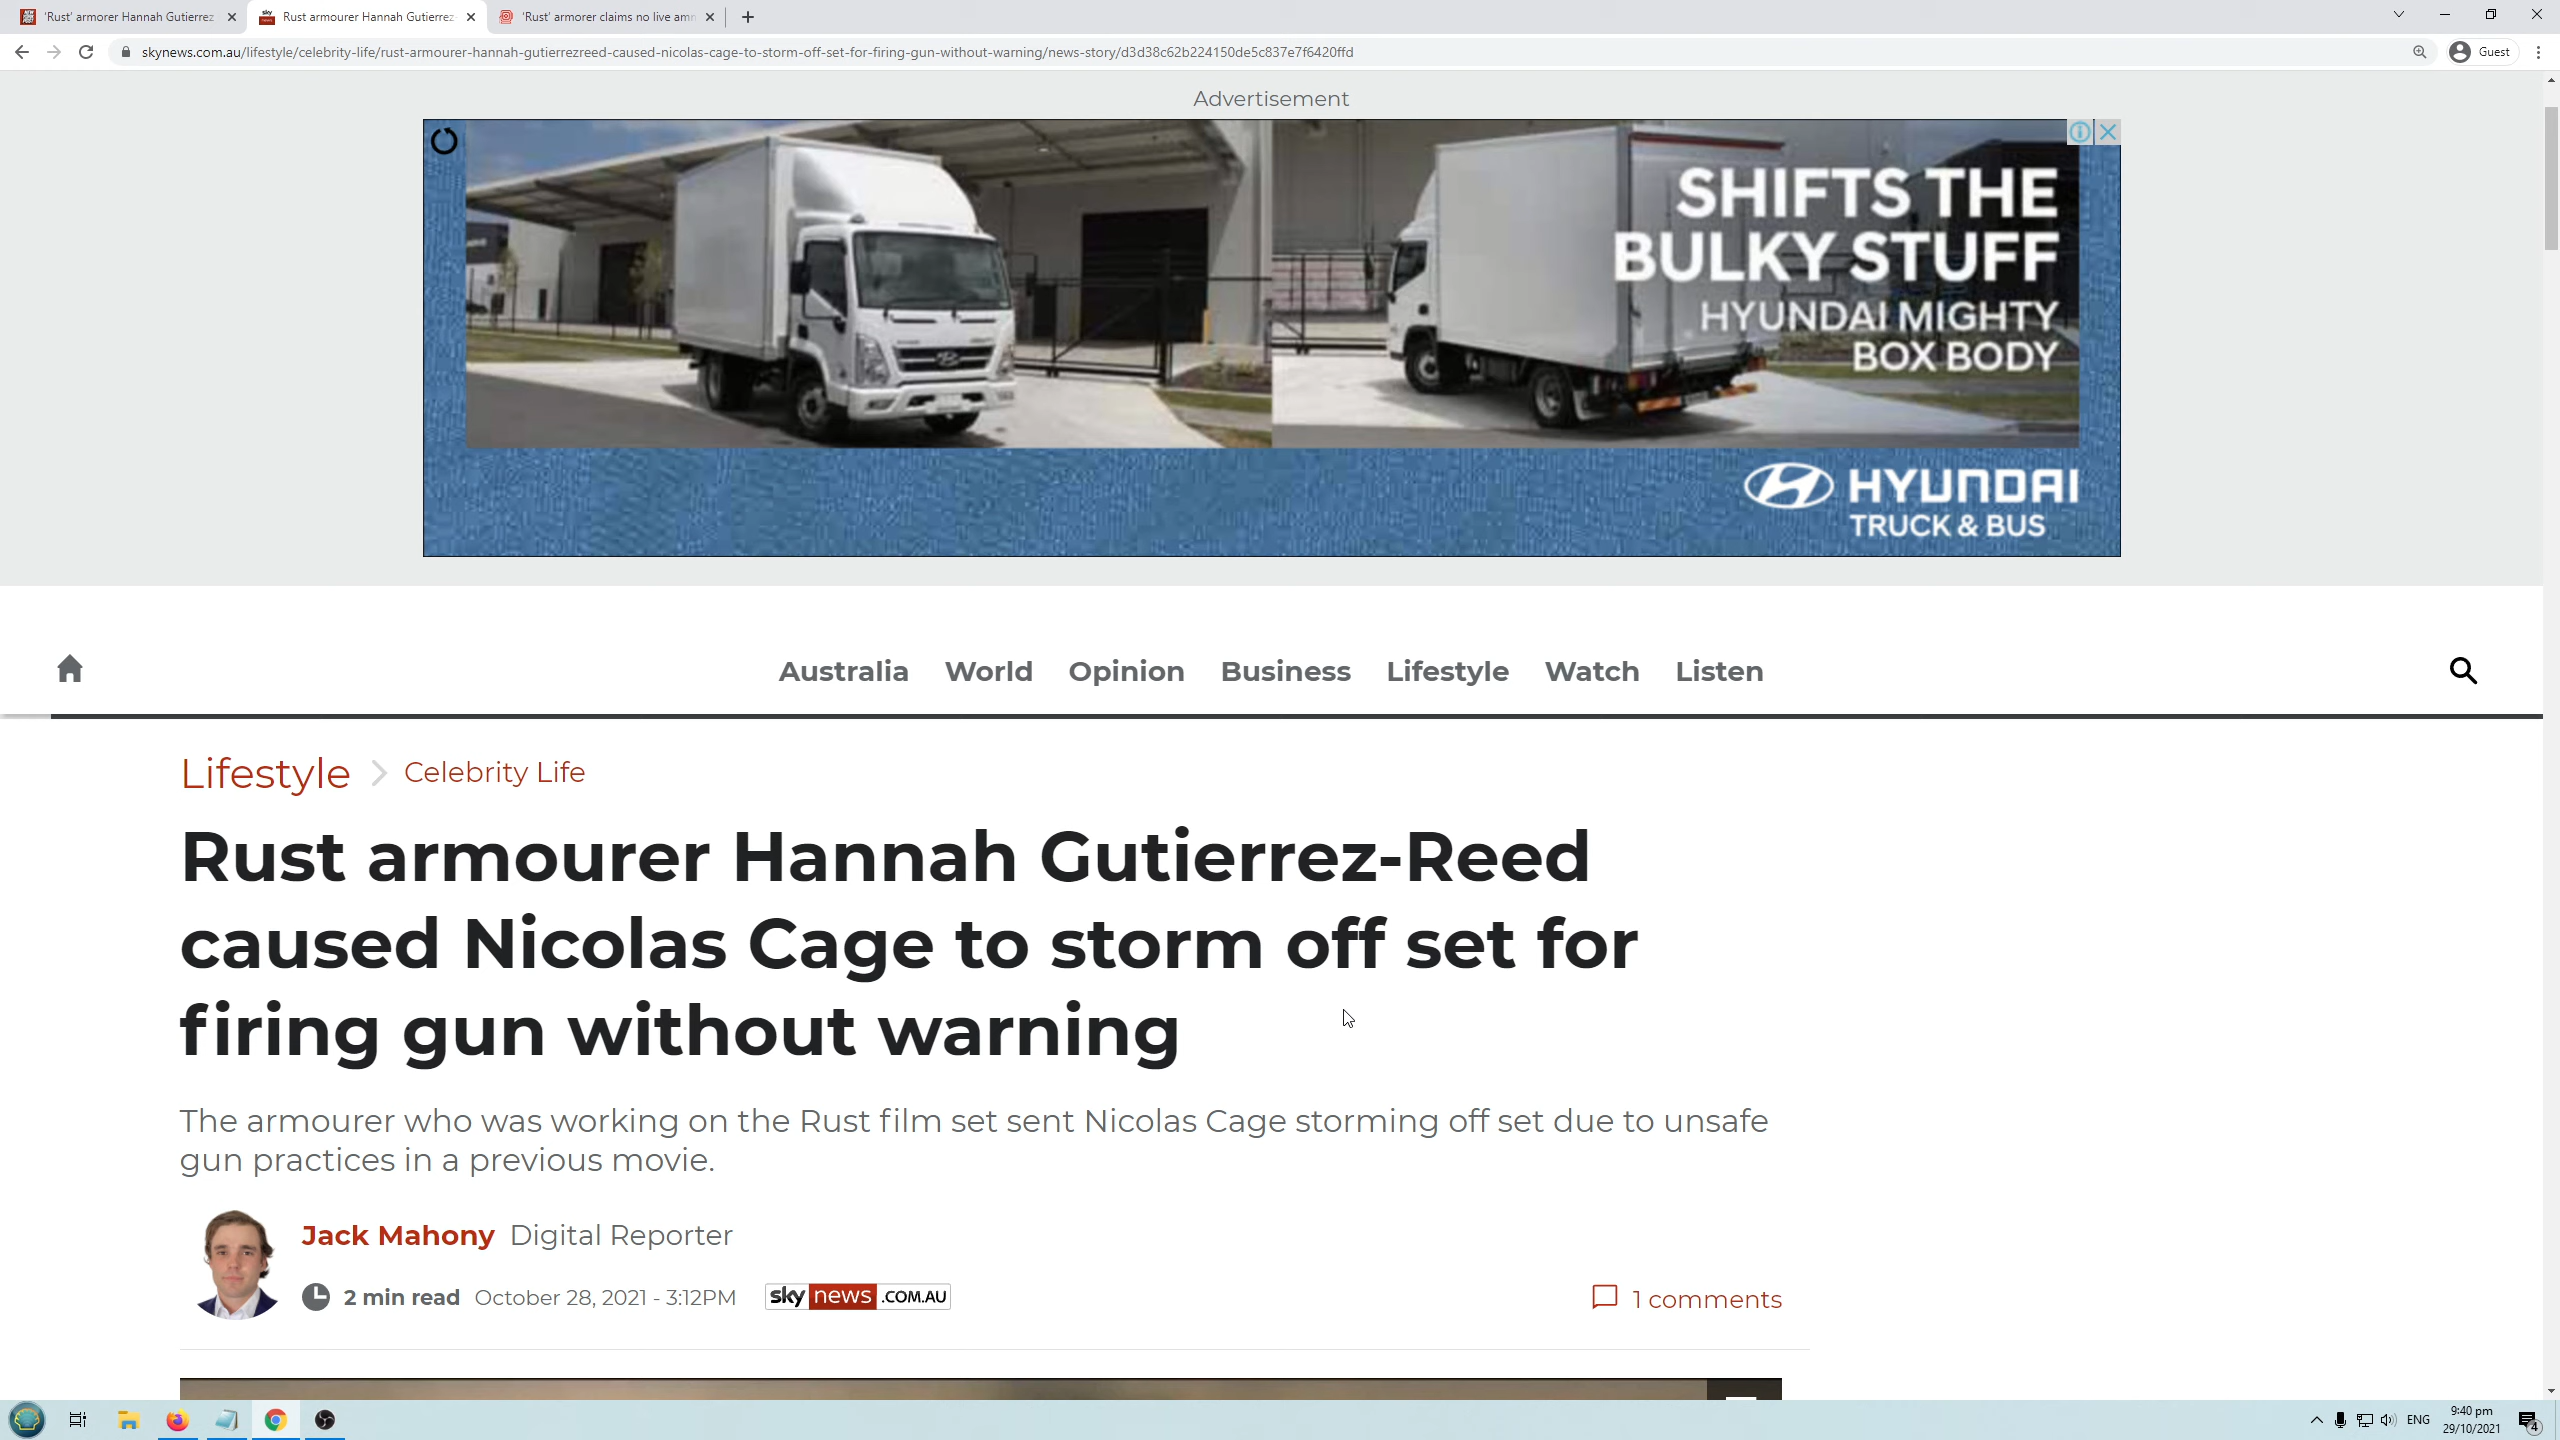 'Rust' armorer Hannah Gutierrez
Rust armourer Hannah Gutierrez-
'Rust' armorer claims no live amm
skynews.com.au/lifestyle/celebrity-life/rust-armourer-hannah-gutierrezreed-caused-nicolas-cage-to-storm-off-set-for-firing-gun-without-warning/news-story/d3d38c62b224150de5c837e7f6420ffd
Guest
Advertisement
SHIFTS THE
BULKY STUFF
HYUNDAI MIGHTY
BOX BODY
HYUNDAI
TRUCK & BUS
Australia World Opinion Business Lifestyle Watch Listen
Lifestyle > Celebrity Life
Rust armourer Hannah Gutierrez-Reed
caused Nicolas Cage to storm off set for
firing gun without warning
The armourer who was working on the Rust film set sent Nicolas Cage storming off set due to unsafe
gun practices in a previous movie.
Jack Mahony Digital Reporter
2 min read October 28, 2021 - 3:12PM sky news .COM.AU
1 comments
ENG
9:40 pm
29/10/2021
4